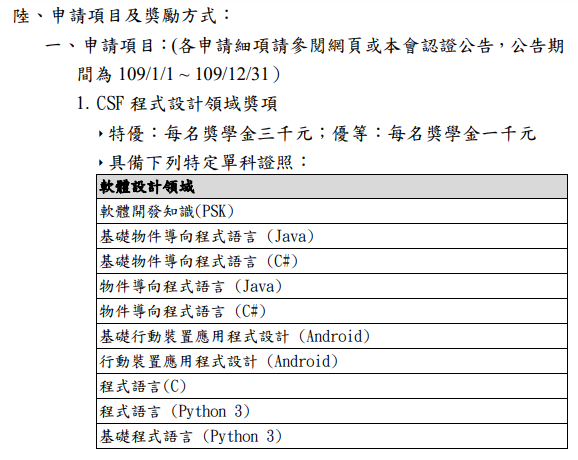 陸、申請項目及獎勵方式：
一、申請項目：(各申請細項請參閱網頁或本會認證公告，公告期
間為 109/1/1 ~ 109/12/31）
1. CSF 程式設計領域獎項
‣特優：每名獎學金三千元；優等：每名獎學金一千元
‣具備下列特定單科證照：
軟體設計領域
軟體開發知識(PSK)
基礎物件導向程式語言 (Java)
基礎物件導向程式語言 (C#)
物件導向程式語言 (Java)
物件導向程式語言 (C#)
基礎行動裝置應用程式設計 (Android)
行動裝置應用程式設計 (Android)
程式語言(C)
程式語言 (Python 3)
基礎程式語言 (Python 3)